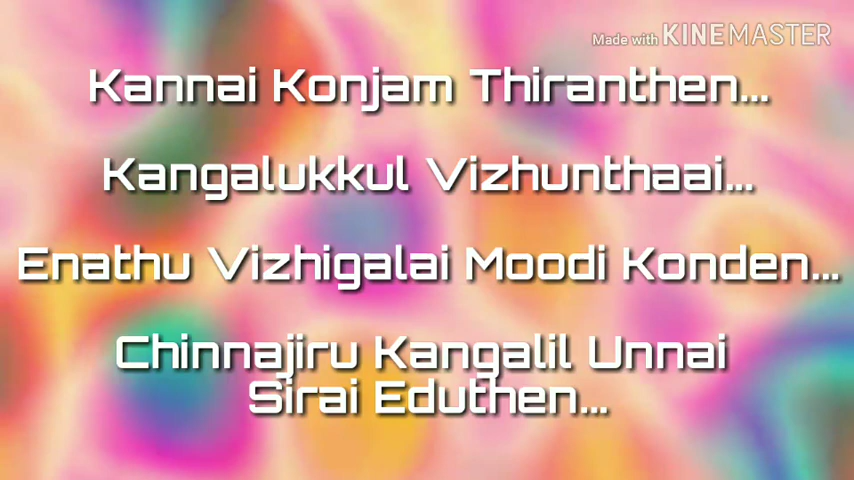 Made with KINEMASTER
Kannai Konjam Thiranthen...
Kangalukkul Vizhunthaai...
Enathu Vizhigalai Moodi Konden...
Chinnajiru Kangalil Unnai
Sirai Eduthen...